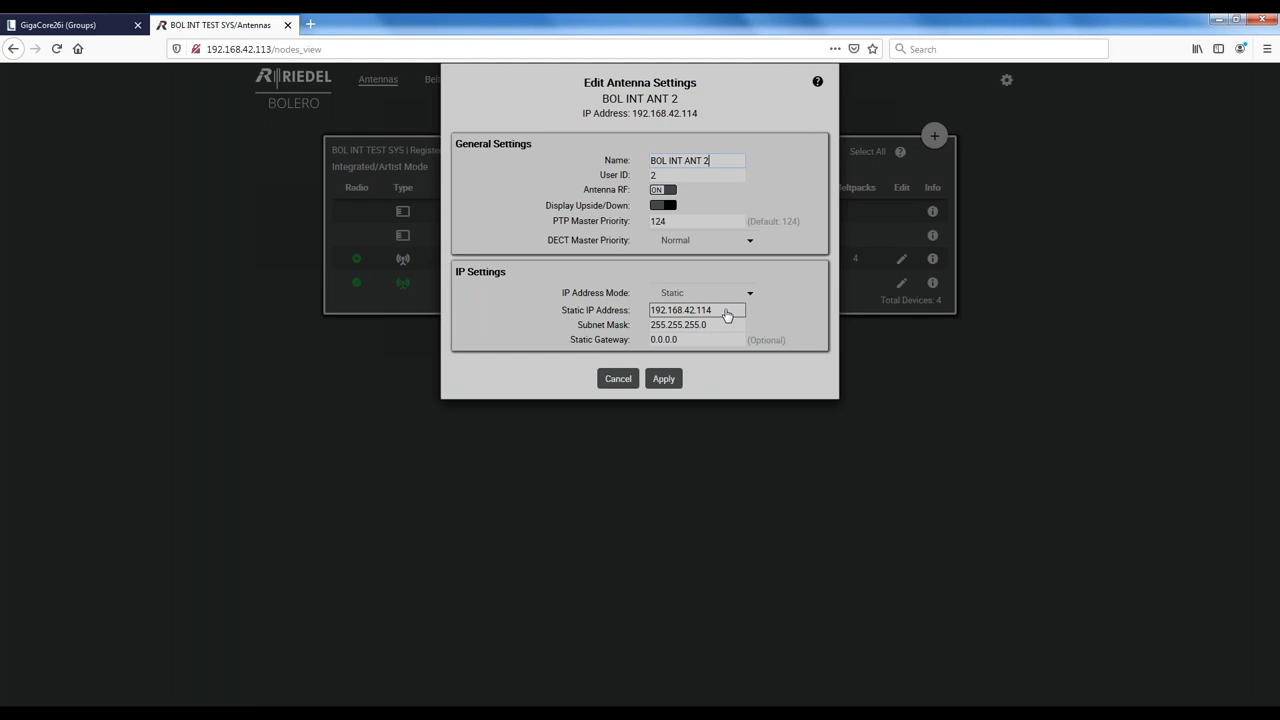 GigaCore26i (Groups)
BOL INT TEST SYS/Antennas
192.168.42.113/nodes_view
Search
RIEDEL
BOLERO
Antennas
Edit Antenna Settings
BOL INT ANT 2
IP Address: 192.168.42.114
General Settings
Name: BOL INT ANT 2
User ID: 2
Antenna RF: ON
Display Upside/Down:
PTP Master Priority: 124 (Default: 124)
DECT Master Priority: Normal
IP Settings
IP Address Mode: Static
Static IP Address: 192.168.42.114
Subnet Mask: 255.255.255.0
Static Gateway: 0.0.0.0 (Optional)
Cancel Apply
BOL INT TEST SYS |
Integrated/Artist Mode
Select All
Radio Type Edit Info
4
Total Devices: 4